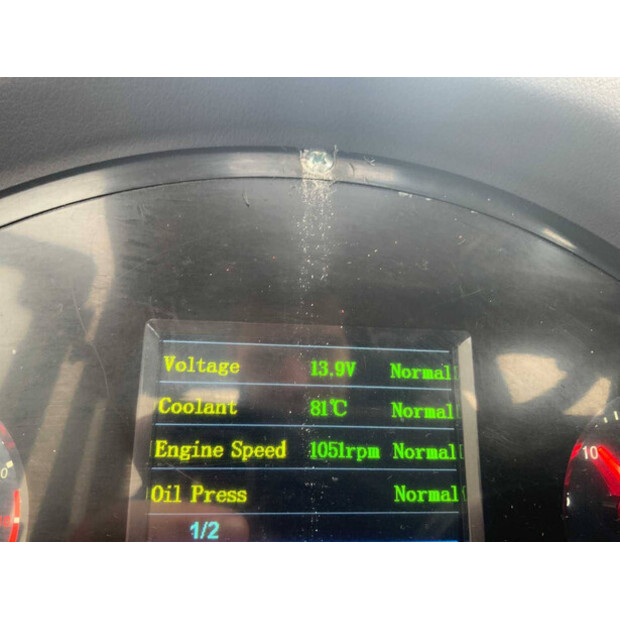 Voltage 13.9V Normal
Coolant 81℃ Normal
Engine Speed 1051rpm Normal
Oil Press Normal
1/2
10